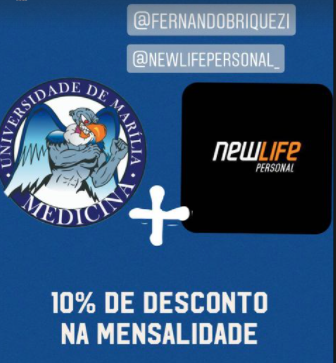 @FERNANDOBRIQUEZI
@NEWLIFEPERSONAL_
UNIVERSIDADE DE MARÍLIA
MEDICINA
newLIFE
PERSONAL
10% DE DESCONTO
NA MENSALIDADE